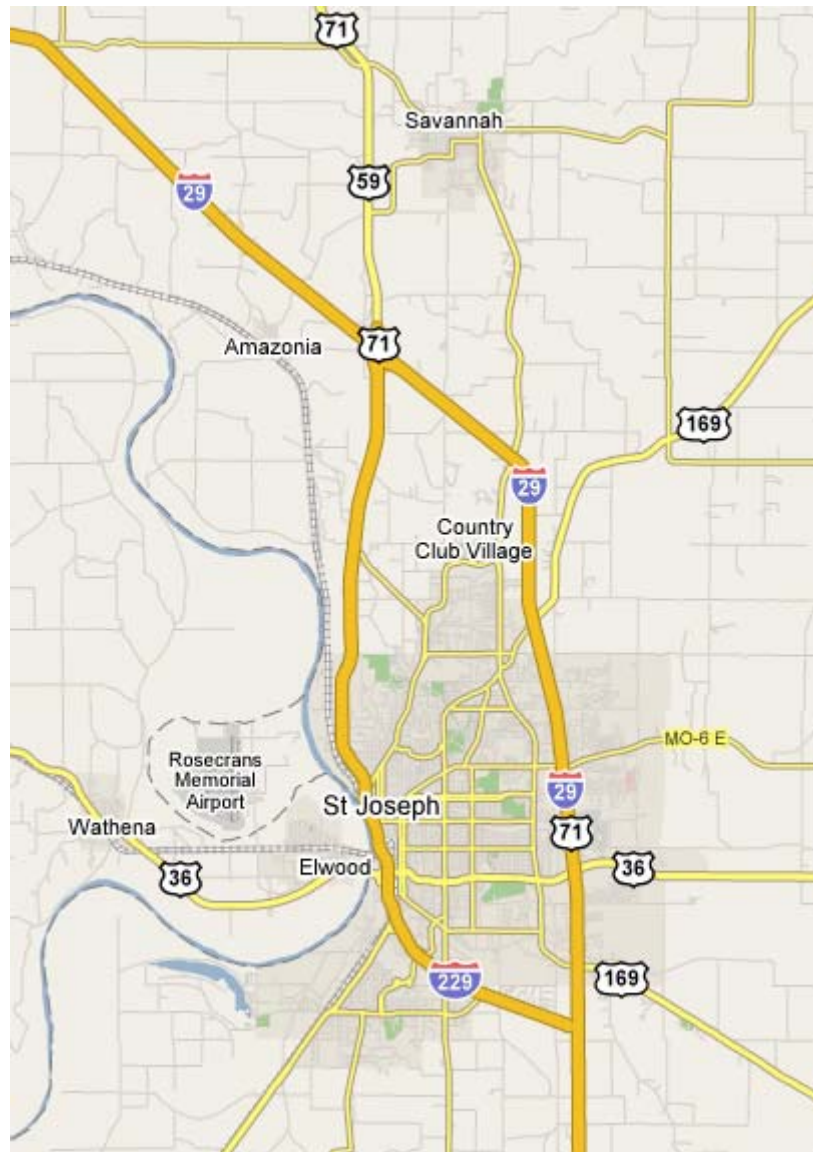 71
Savannah
59
29
Amazonia
71
169
29
Country
Club Village
MO-6 E
Rosecrans
Memorial
Airport
29
St Joseph
Wathena
71
Elwood
36
36
229
169